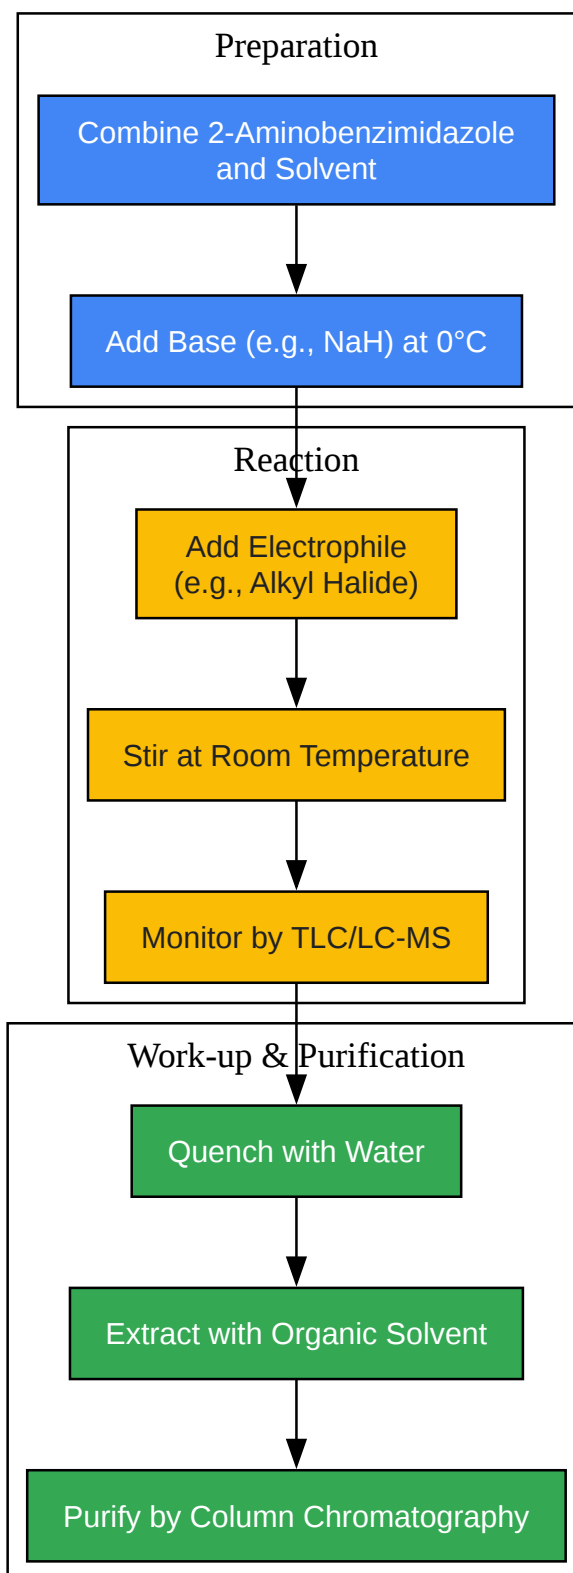 Preparation
Combine 2-Aminobenzimidazole
and Solvent
Add Base (e.g., NaH) at 0°C
Reaction
Add Electrophile
(e.g., Alkyl Halide)
Stir at Room Temperature
Monitor by TLC/LC-MS
Work-up & Purification
Quench with Water
Extract with Organic Solvent
Purify by Column Chromatography